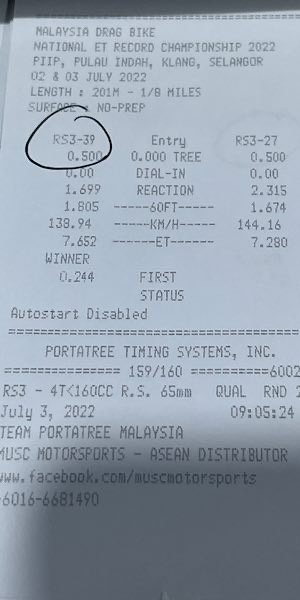 MALAYSIA DRAG BIKE
NATIONAL ET RECORD CHAMPIONSHIP 2022
PIIP, PULAU INDAH, KLANG, SELANGOR
02 & 03 JULY 2022
LENGTH : 201M - 1/8 MILES
SURFACE : NO-PREP
RS3-39 Entry RS3-27
0.500 0.000 TREE 0.500
0.00 DIAL-IN 0.00
1.699 REACTION 2.315
1.805 -----60FT----- 1.674
138.94 -----KM/H----- 144.16
7.652 ------ET------ 7.280
WINNER
0.244 FIRST
STATUS
Autostart Disabled
PORTATREE TIMING SYSTEMS, INC.
=============== 159/160 ==========6002
RS3 - 4T<160CC R.S. 65mm QUAL RND 2
July 3, 2022 09:05:24
TEAM PORTATREE MALAYSIA
MUSC MOTORSPORTS - ASEAN DISTRIBUTOR
www.facebook.com/muscmotorsports
+6016-6681490